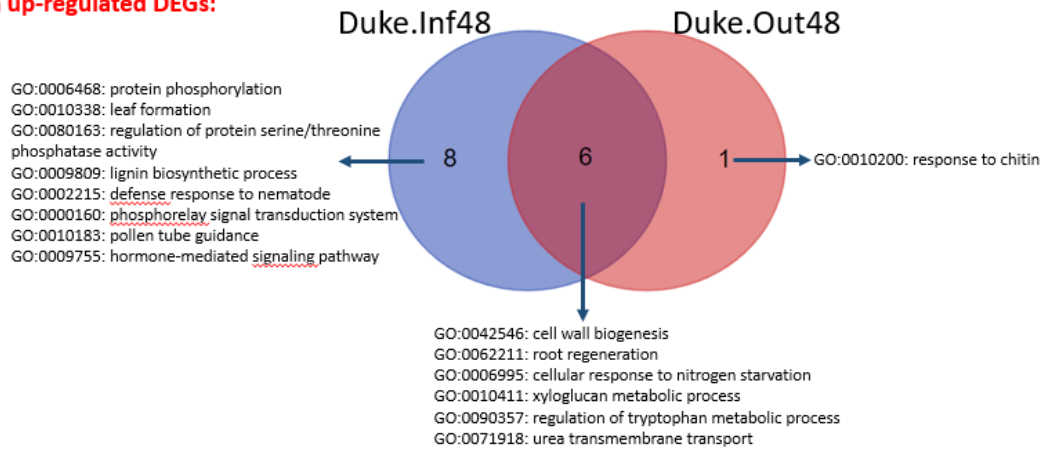 up-regulated DEGs:
Duke.Inf48
Duke.Out48
GO:0006468: protein phosphorylation
GO:0010338: leaf formation
GO:0080163: regulation of protein serine/threonine
phosphatase activity
GO:0009809: lignin biosynthetic process
GO:0002215: defense response to nematode
GO:0000160: phosphorelay signal transduction system
GO:0010183: pollen tube guidance
GO:0009755: hormone-mediated signaling pathway
8
6
1
GO:0010200: response to chitin
GO:0042546: cell wall biogenesis
GO:0062211: root regeneration
GO:0006995: cellular response to nitrogen starvation
GO:0010411: xyloglucan metabolic process
GO:0090357: regulation of tryptophan metabolic process
GO:0071918: urea transmembrane transport